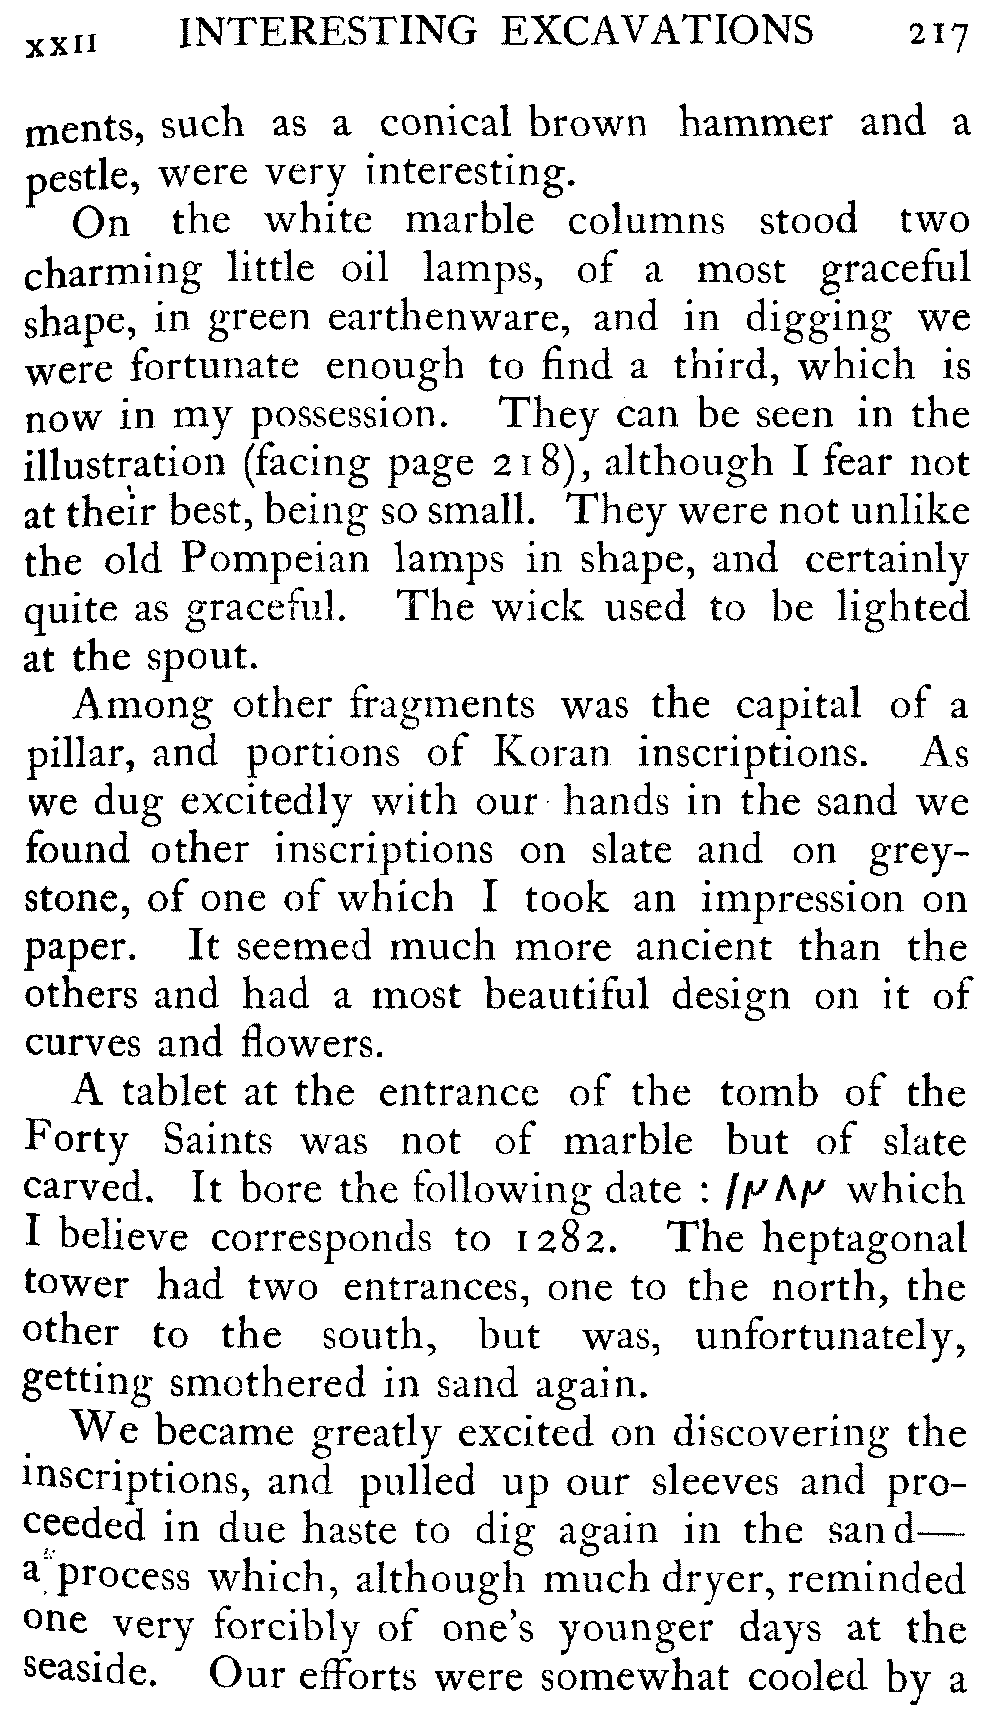 xxii INTERESTING EXCAVATIONS 217
ments, such as a conical brown hammer and a
pestle, were very interesting.
On the white marble columns stood two
charming little oil lamps, of a most graceful
shape, in green earthenware, and in digging we
were fortunate enough to find a third, which is
now in my possession. They can be seen in the
illustration (facing page 218), although I fear not
at their best, being so small. They were not unlike
the old Pompeian lamps in shape, and certainly
quite as graceful. The wick used to be lighted
at the spout.
Among other fragments was the capital of a
pillar, and portions of Koran inscriptions. As
we dug excitedly with our hands in the sand we
found other inscriptions on slate and on grey-
stone, of one of which I took an impression on
paper. It seemed much more ancient than the
others and had a most beautiful design on it of
curves and flowers.
A tablet at the entrance of the tomb of the
Forty Saints was not of marble but of slate
carved. It bore the following date : ١٢٨٢ which
I believe corresponds to 1282. The heptagonal
tower had two entrances, one to the north, the
other to the south, but was, unfortunately,
getting smothered in sand again.
We became greatly excited on discovering the
inscriptions, and pulled up our sleeves and pro-
ceeded in due haste to dig again in the sand—
a process which, although much dryer, reminded
one very forcibly of one's younger days at the
seaside. Our efforts were somewhat cooled by a